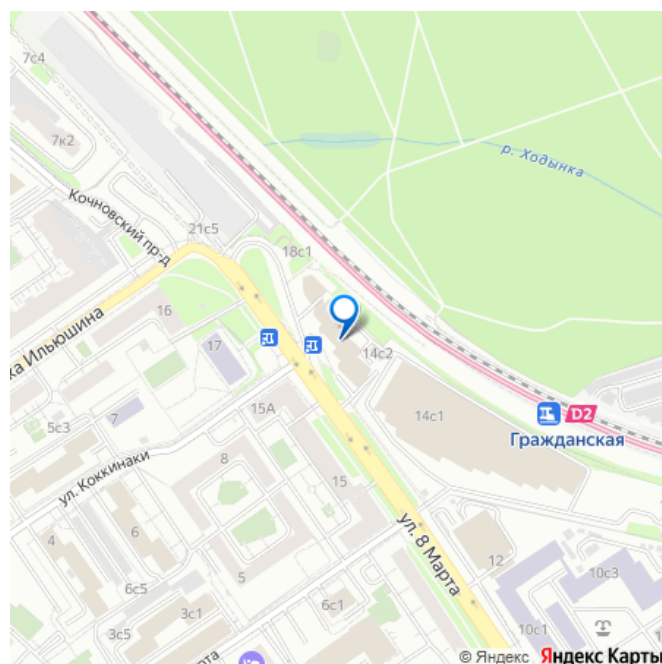 7с4
7к2
р. Ходынка
Кочновский пр-д
21с5
18с1
16
ка Ильюшина
17
14с2
15А
14с1
D2
Гражданская
7
5с3
ул. Коккинаки
8
15
ул. 8 Марта
4
6
12
5
10с3
6с5
6с1
3с1
3с5
10с1
рта
© Яндекс Яндекс Карты